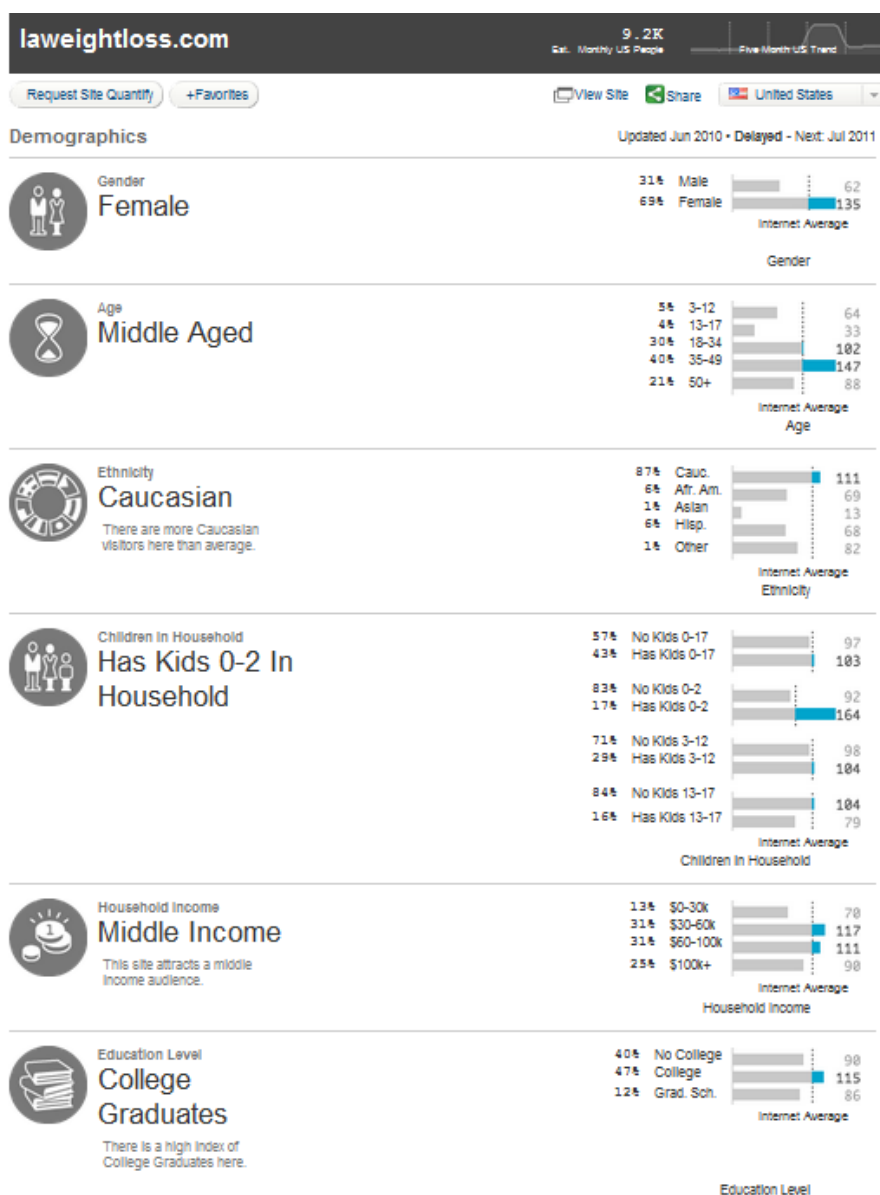 laweightloss.com
9.2K
Est. Monthly US People
Five Month US Trend
Request Site Quantify
+Favorites
View Site
Share
United States
Demographics
Updated Jun 2010 • Delayed - Next: Jul 2011
Gender
Female
31% Male 62
69% Female 135
Internet Average
Gender
Age
Middle Aged
5% 3-12 64
4% 13-17 33
30% 18-34 102
40% 35-49 147
21% 50+ 88
Internet Average
Age
Ethnicity
Caucasian
There are more Caucasian
visitors here than average.
87% Cauc. 111
6% Afr. Am. 69
1% Asian 13
6% Hisp. 68
1% Other 82
Internet Average
Ethnicity
Children in Household
Has Kids 0-2 In
Household
57% No Kids 0-17 97
43% Has Kids 0-17 103
83% No Kids 0-2 92
17% Has Kids 0-2 164
71% No Kids 3-12 98
29% Has Kids 3-12 104
84% No Kids 13-17 104
16% Has Kids 13-17 79
Internet Average
Children in Household
Household Income
Middle Income
This site attracts a middle
income audience.
1
13% $0-30k 70
31% $30-60k 117
31% $60-100k 111
25% $100k+ 90
Internet Average
Household Income
Education Level
College
Graduates
There is a high index of
College Graduates here.
40% No College 90
47% College 115
12% Grad. Sch. 86
Internet Average
Education Level